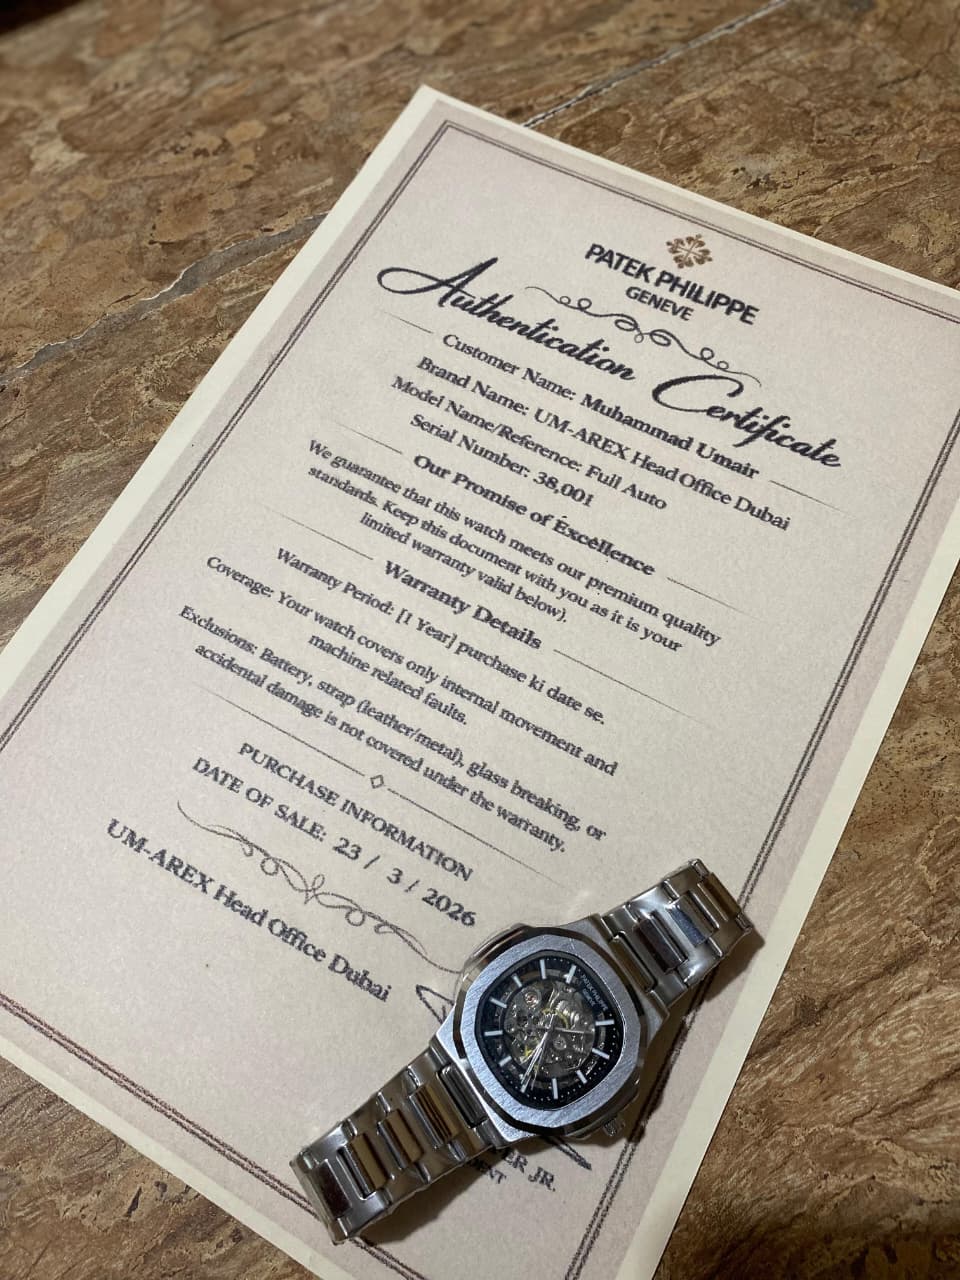 PATEK PHILIPPE
GENEVE
Authentication Certificate
Customer Name: Muhammad Umair
Brand Name: UM-AREX Head Office Dubai
Model Name/Reference: Full Auto
Serial Number: 38,001
Our Promise of Excellence
We guarantee that this watch meets our premium quality
standards. Keep this document with you as it is your
limited warranty valid below).
Warranty Details
Warranty Period: [1 Year] purchase ki date se.
Coverage: Your watch covers only internal movement and
machine related faults.
Exclusions: Battery, strap (leather/metal), glass breaking, or
accidental damage is not covered under the warranty.
PURCHASE INFORMATION
DATE OF SALE: 23 / 3 / 2026
UM-AREX Head Office Dubai
PATEK PHILIPPE
GENEVE
JR.